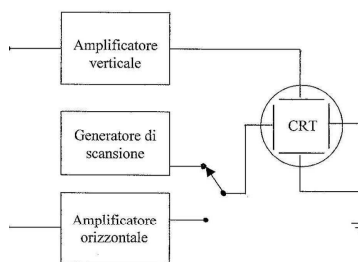 Amplificatore
verticale
Generatore di
scansione
CRT
Amplificatore
orizzontale